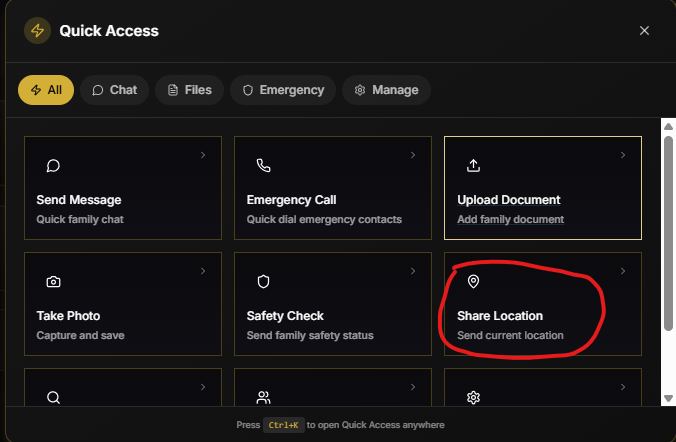 Quick Access
All
Chat
Files
Emergency
Manage
Send Message
Quick family chat
Emergency Call
Quick dial emergency contacts
Upload Document
Add family document
Take Photo
Capture and save
Safety Check
Send family safety status
Share Location
Send current location
Press Ctrl+K to open Quick Access anywhere